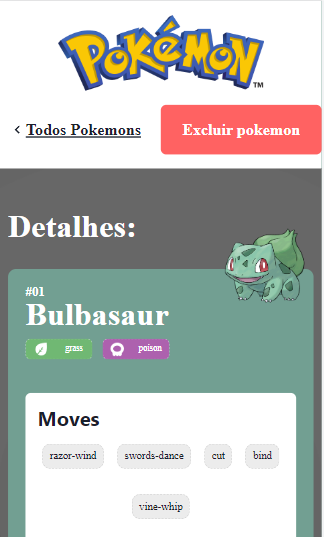 POKéMON™
Todos Pokemons
Excluir pokemon
Detalhes:
#01
Bulbasaur
grass poison
Moves
razor-wind swords-dance cut bind
vine-whip